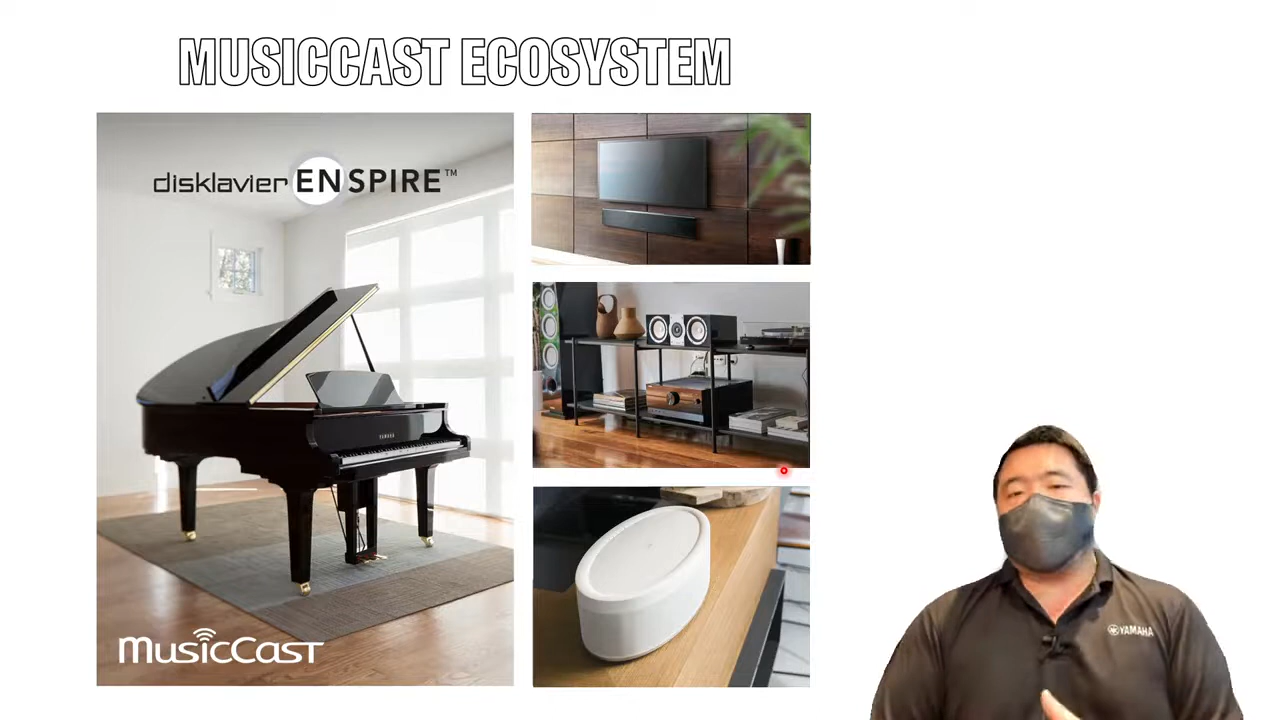 MUSICCAST ECOSYSTEM
disklavier ENSPIRE™
YAMAHA
MusicCast
YAMAHA